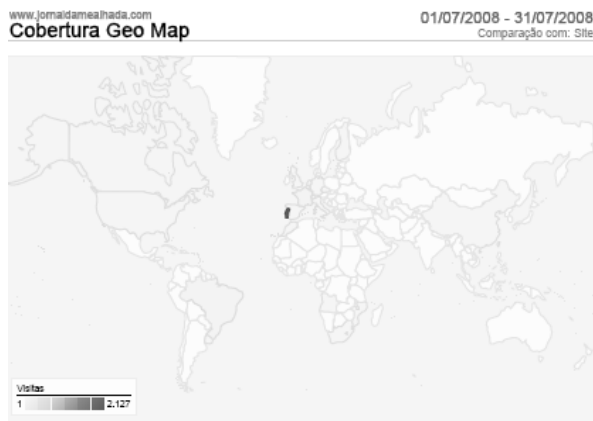 www.jornaldamealhada.com
Cobertura Geo Map
01/07/2008 - 31/07/2008
Comparação com: Site
Visitas
1 2.127